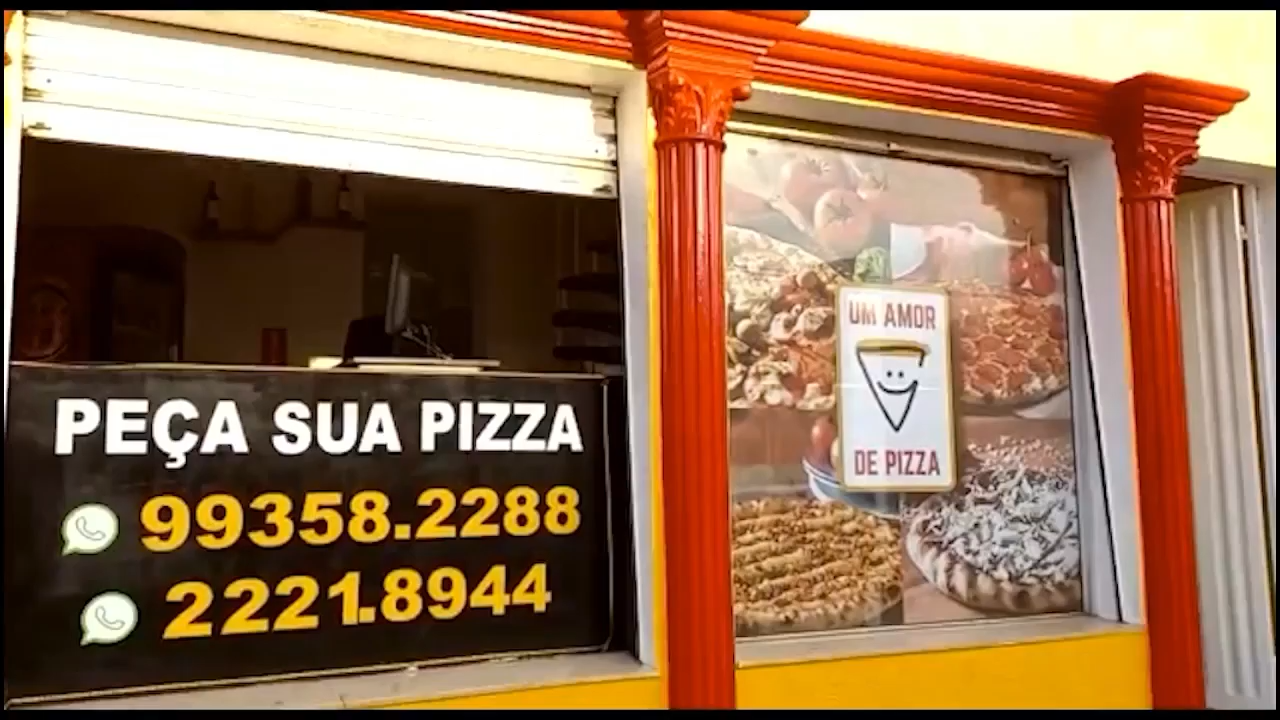 PEÇA SUA PIZZA
99358.2288
2221.8944
UM AMOR
DE PIZZA